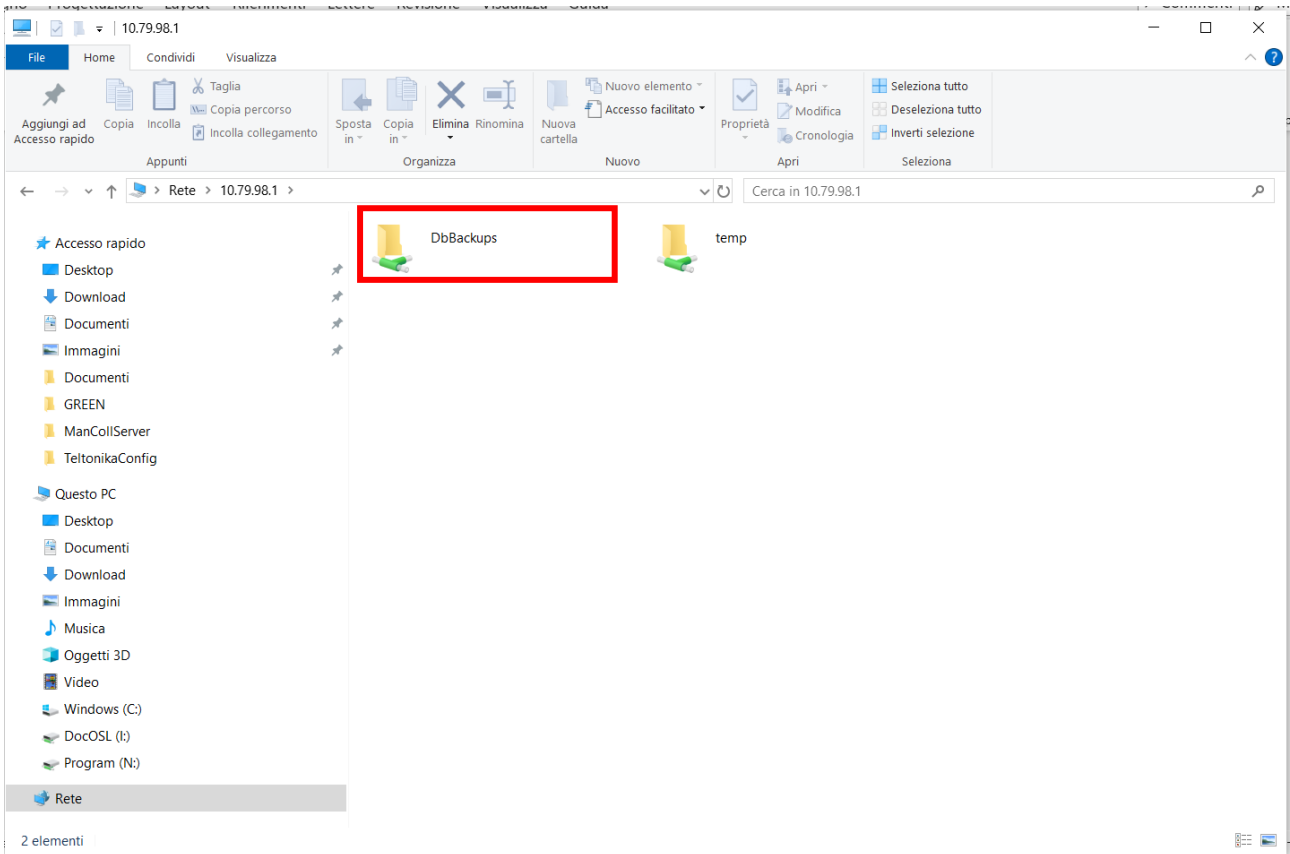 10.79.98.1
File Home Condividi Visualizza
Aggiungi ad
Accesso rapido
Copia
Incolla
Taglia
Copia percorso
Incolla collegamento
Appunti
Sposta
in
Copia
in
Elimina
Rinomina
Organizza
Nuova
cartella
Nuovo elemento
Accesso facilitato
Nuovo
Proprietà
Apri
Modifica
Cronologia
Apri
Seleziona tutto
Deseleziona tutto
Inverti selezione
Seleziona
Rete > 10.79.98.1 >
Cerca in 10.79.98.1
Accesso rapido
Desktop
Download
Documenti
Immagini
Documenti
GREEN
ManCollServer
TeltonikaConfig
Questo PC
Desktop
Documenti
Download
Immagini
Musica
Oggetti 3D
Video
Windows (C:)
DocOSL (I:)
Program (N:)
Rete
DbBackups
temp
2 elementi